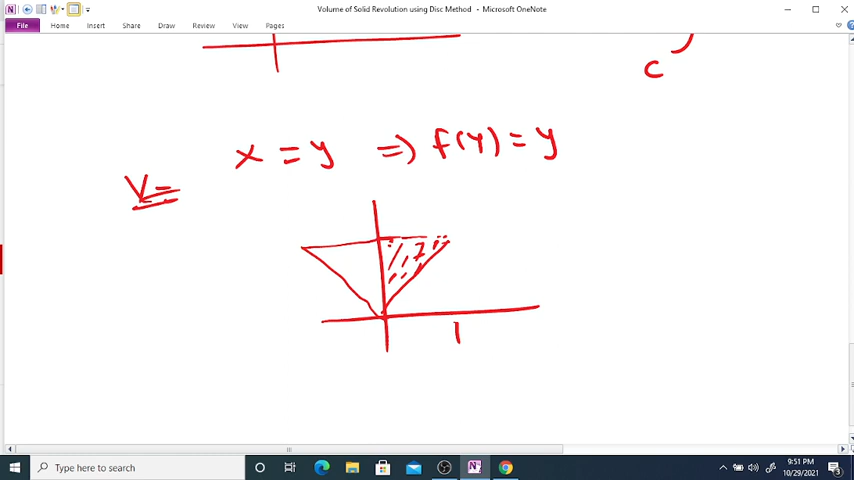 Volume of Solid Revolution using Disc Method - Microsoft OneNote
File Home Insert Share Draw Review View Pages
c
x = y => f(y) = y
V =
1
Type here to search
9:51 PM
10/29/2021
3